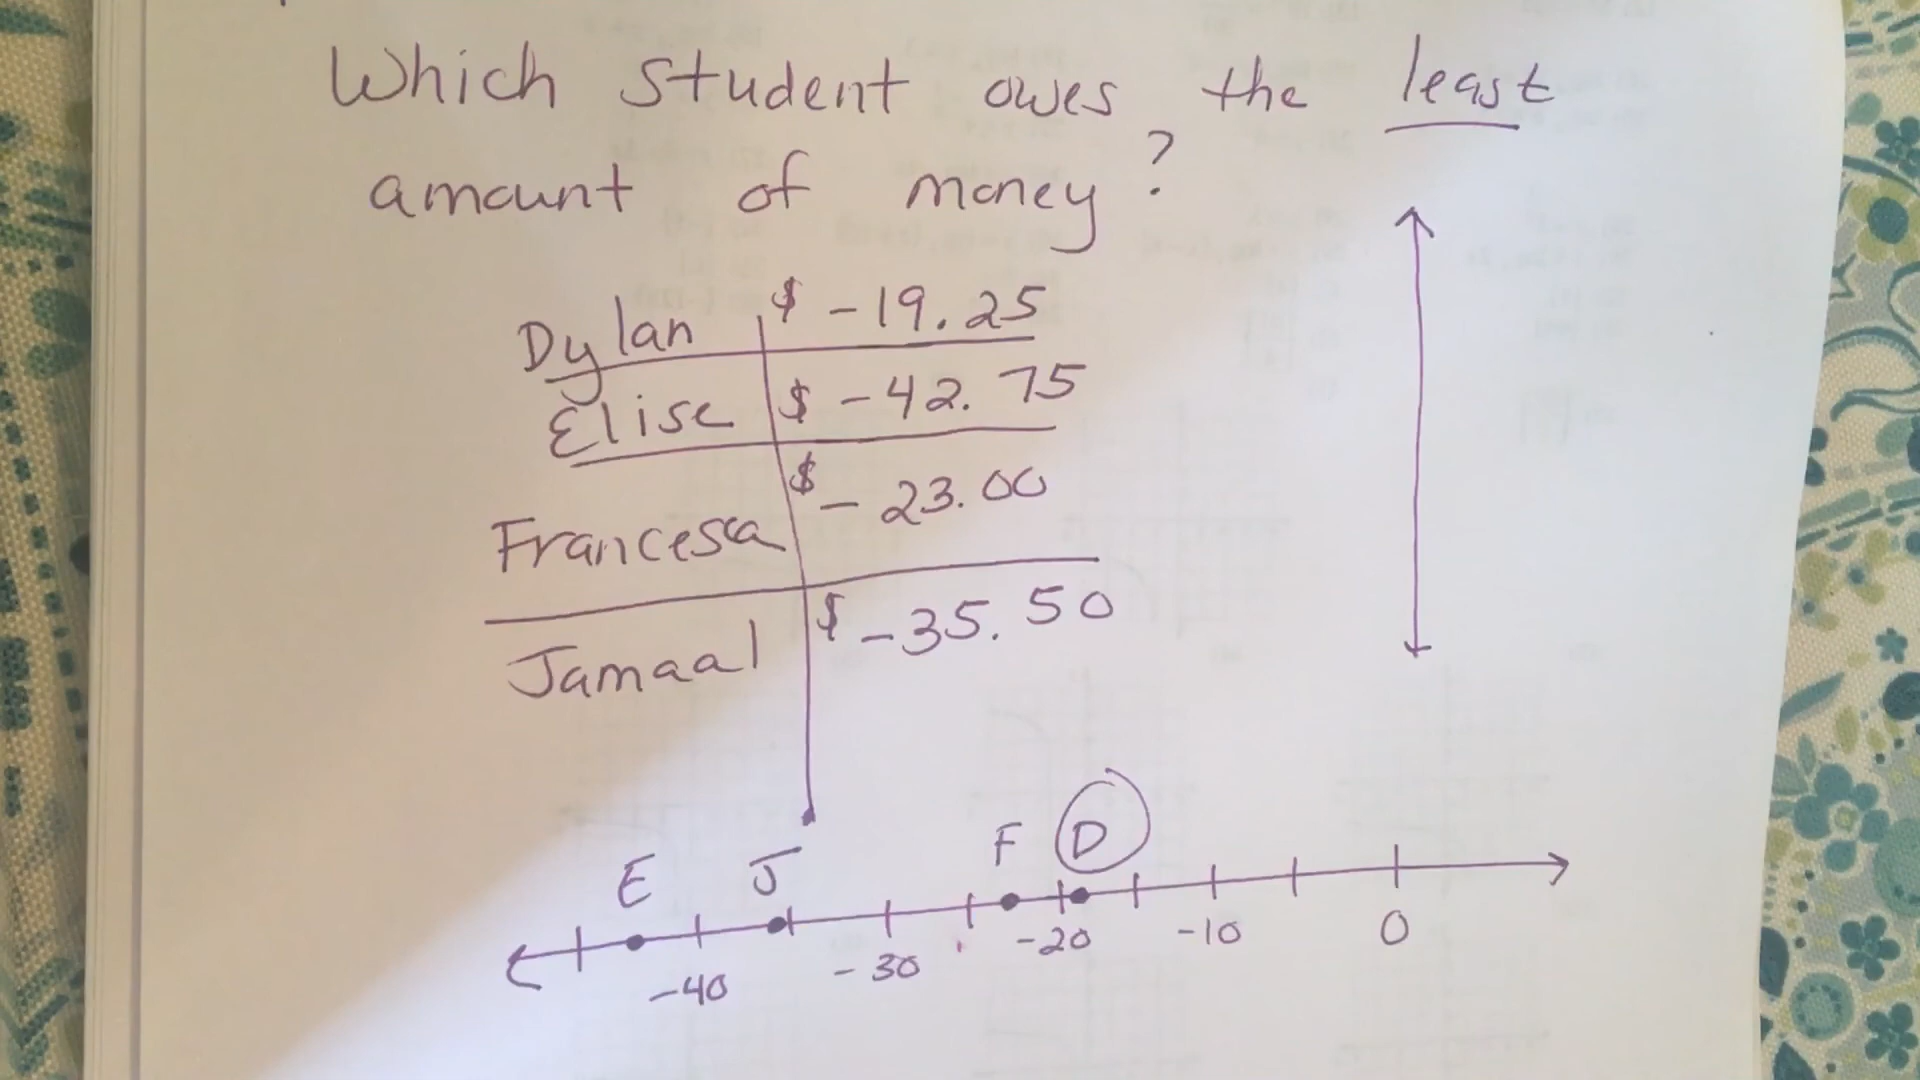 Which student owes the least
amount of money?
Dylan $ -19.25
Elise $ -42.75
Francesca $ -23.00
Jamaal $ -35.50
E J F D
-40 -30 -20 -10 0